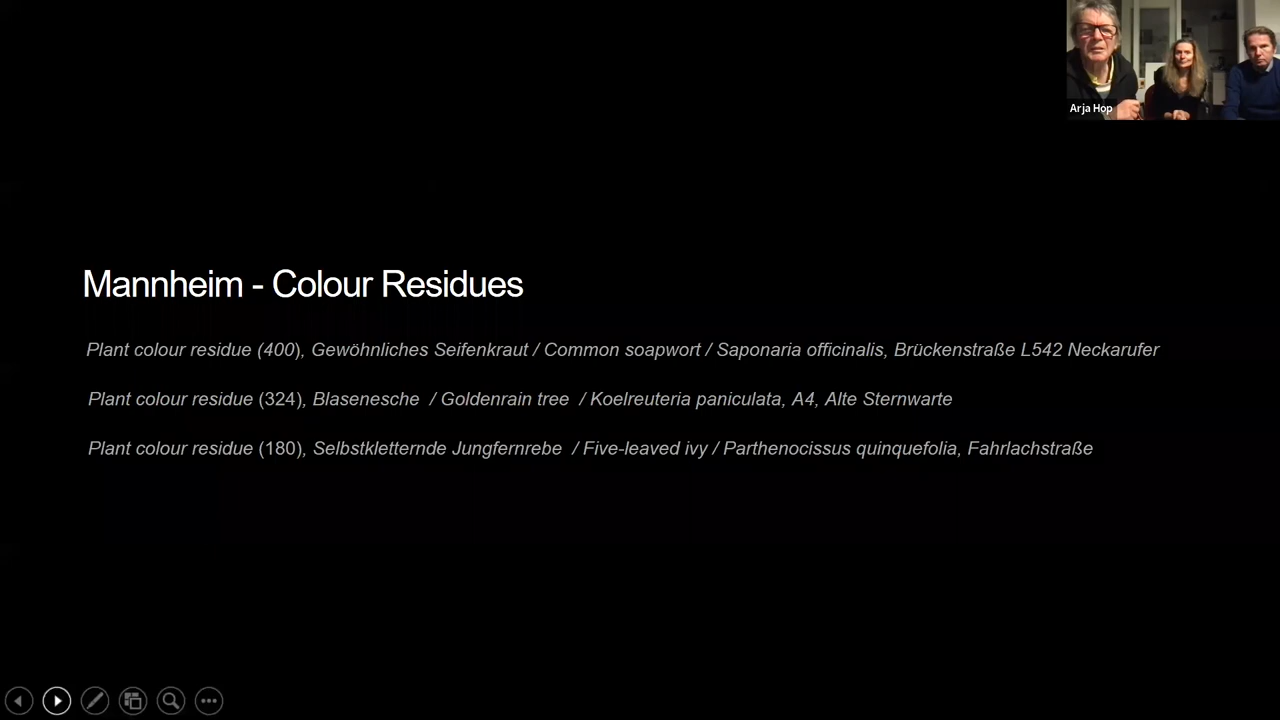 Arja Hop
Mannheim - Colour Residues
Plant colour residue (400), Gewöhnliches Seifenkraut / Common soapwort / Saponaria officinalis, Brückenstraße L542 Neckarufer
Plant colour residue (324), Blasenesche / Goldenrain tree / Koelreuteria paniculata, A4, Alte Sternwarte
Plant colour residue (180), Selbstkletternde Jungfernrebe / Five-leaved ivy / Parthenocissus quinquefolia, Fahrlachstraße